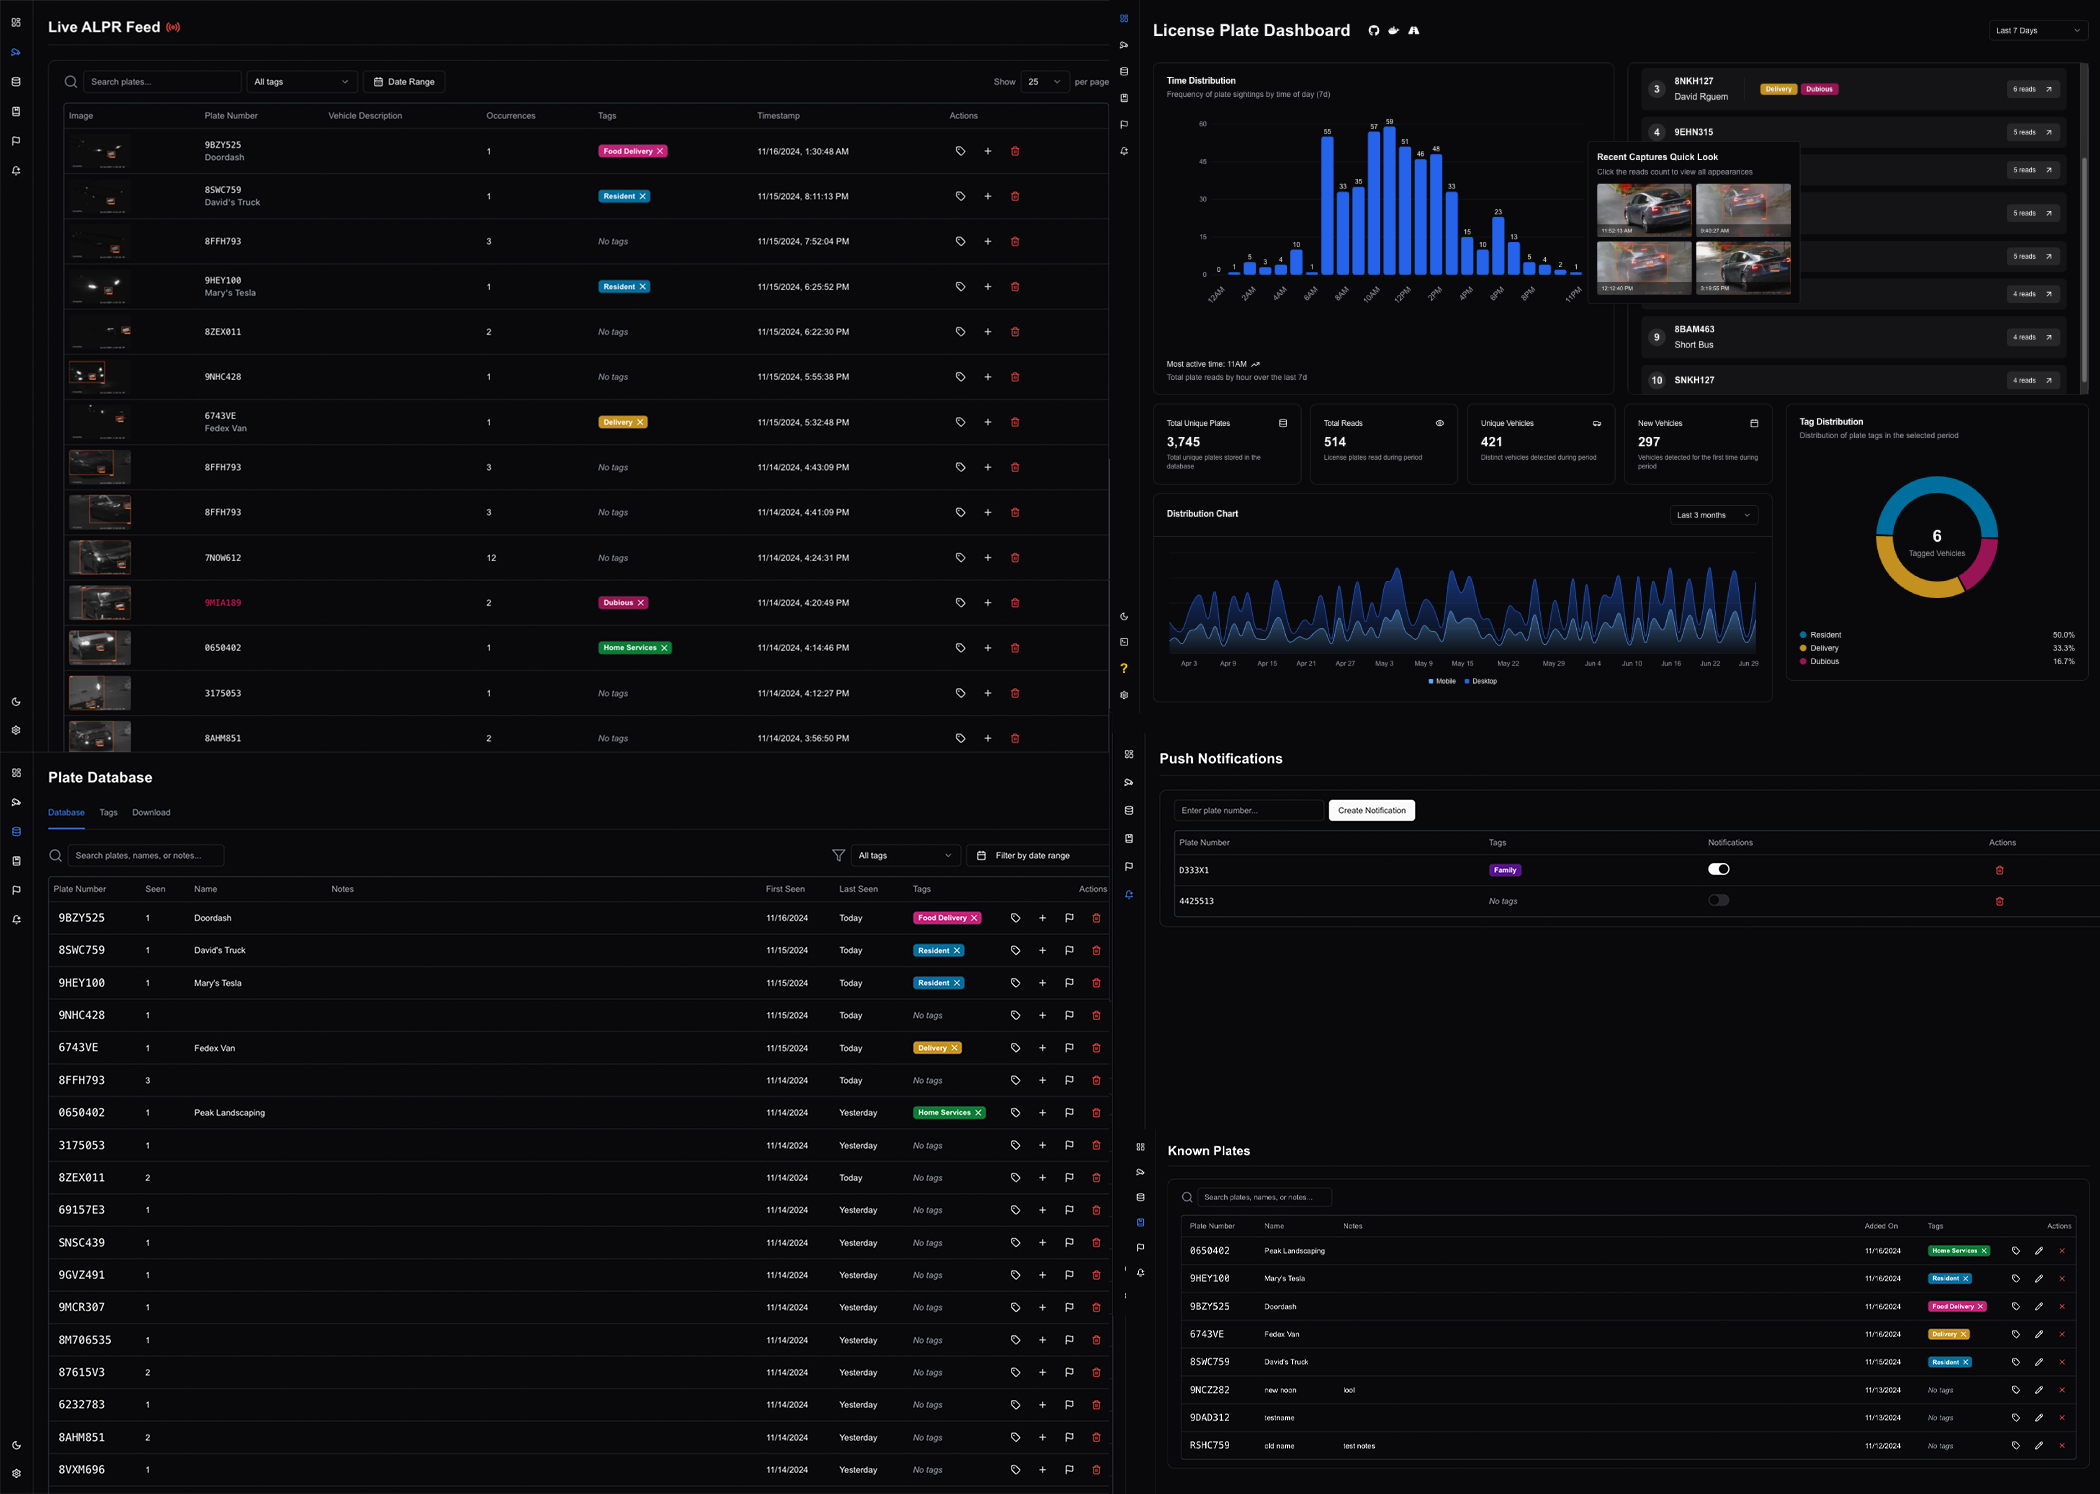 Live ALPR Feed
Search plates...
All tags
Date Range
Show 25 per page
Image Plate Number Vehicle Description Occurrences Tags Timestamp Actions
9BZY525 1 Food Delivery 11/16/2024, 1:30:48 AM
Doordash
8SWC759 1 Resident 11/15/2024, 8:11:13 PM
David's Truck
8FFH793 3 No tags 11/15/2024, 7:52:04 PM
9HEY100 1 Resident 11/15/2024, 6:25:52 PM
Mary's Tesla
8ZEX011 2 No tags 11/15/2024, 6:22:30 PM
9NHC428 1 No tags 11/15/2024, 5:55:38 PM
6743VE 1 Delivery 11/15/2024, 5:32:48 PM
Fedex Van
8FFH793 3 No tags 11/14/2024, 4:43:09 PM
8FFH793 3 No tags 11/14/2024, 4:41:09 PM
7NOW612 12 No tags 11/14/2024, 4:24:31 PM
9MIA189 2 Dubious 11/14/2024, 4:20:49 PM
0650402 1 Home Services 11/14/2024, 4:14:46 PM
3175053 1 No tags 11/14/2024, 4:12:27 PM
8AHM851 2 No tags 11/14/2024, 3:56:50 PM
License Plate Dashboard
Last 7 Days
Time Distribution
Frequency of plate sightings by time of day (7d)
60
45
30
15
0
0 1 5 3 4 10 1 55 33 35 57 59 51 46 48 33 15 10 23 13 5 4 2 1
12AM 2AM 4AM 6AM 8AM 10AM 12PM 2PM 4PM 6PM 8PM 11PM
Most active time: 11AM
Total plate reads by hour over the last 7d
3 8NKH127 Delivery Dubious 6 reads
David Rguem
4 9EHN315 5 reads
5 reads
5 reads
5 reads
4 reads
Recent Captures Quick Look
Click the reads count to view all appearances
11:52:13 AM
9:43:27 AM
12:12:40 PM
3:19:55 PM
9 8BAM463 4 reads
Short Bus
10 SNKH127 4 reads
Total Unique Plates
3,745
Total unique plates stored in the
database
Total Reads
514
License plates read during period
Unique Vehicles
421
Distinct vehicles detected during period
New Vehicles
297
Vehicles detected for the first time during
period
Tag Distribution
Distribution of plate tags in the selected period
6
Tagged Vehicles
Resident 50.0%
Delivery 33.3%
Dubious 16.7%
Distribution Chart
Last 3 months
Apr 3 Apr 9 Apr 15 Apr 21 Apr 27 May 3 May 9 May 15 May 22 May 29 Jun 4 Jun 10 Jun 16 Jun 22 Jun 29
Mobile Desktop
Plate Database
Database Tags Download
Search plates, names, or notes...
All tags
Filter by date range
Plate Number Seen Name Notes First Seen Last Seen Tags Actions
9BZY525 1 Doordash 11/16/2024 Today Food Delivery
8SWC759 1 David's Truck 11/15/2024 Today Resident
9HEY100 1 Mary's Tesla 11/15/2024 Today Resident
9NHC428 1 11/15/2024 Today No tags
6743VE 1 Fedex Van 11/15/2024 Today Delivery
8FFH793 3 11/14/2024 Today No tags
0650402 1 Peak Landscaping 11/14/2024 Yesterday Home Services
3175053 1 11/14/2024 Yesterday No tags
8ZEX011 2 11/14/2024 Today No tags
69157E3 1 11/14/2024 Yesterday No tags
SNSC439 1 11/14/2024 Yesterday No tags
9GVZ491 1 11/14/2024 Yesterday No tags
9MCR307 1 11/14/2024 Yesterday No tags
8M706535 1 11/14/2024 Yesterday No tags
87615V3 2 11/14/2024 Yesterday No tags
6232783 1 11/14/2024 Yesterday No tags
8AHM851 2 11/14/2024 Yesterday No tags
8VXM696 1 11/14/2024 Yesterday No tags
Push Notifications
Enter plate number...
Create Notification
Plate Number Tags Notifications Actions
D333X1 Family
4425513 No tags
Known Plates
Search plates, names, or notes...
Plate Number Name Notes Added On Tags Actions
0650402 Peak Landscaping 11/16/2024 Home Services
9HEY100 Mary's Tesla 11/16/2024 Resident
9BZY525 Doordash 11/16/2024 Food Delivery
6743VE Fedex Van 11/16/2024 Delivery
8SWC759 David's Truck 11/15/2024 Resident
9NCZ282 new noon lool 11/13/2024 No tags
9DAD312 testname 11/13/2024 No tags
RSHC759 old name test notes 11/12/2024 No tags